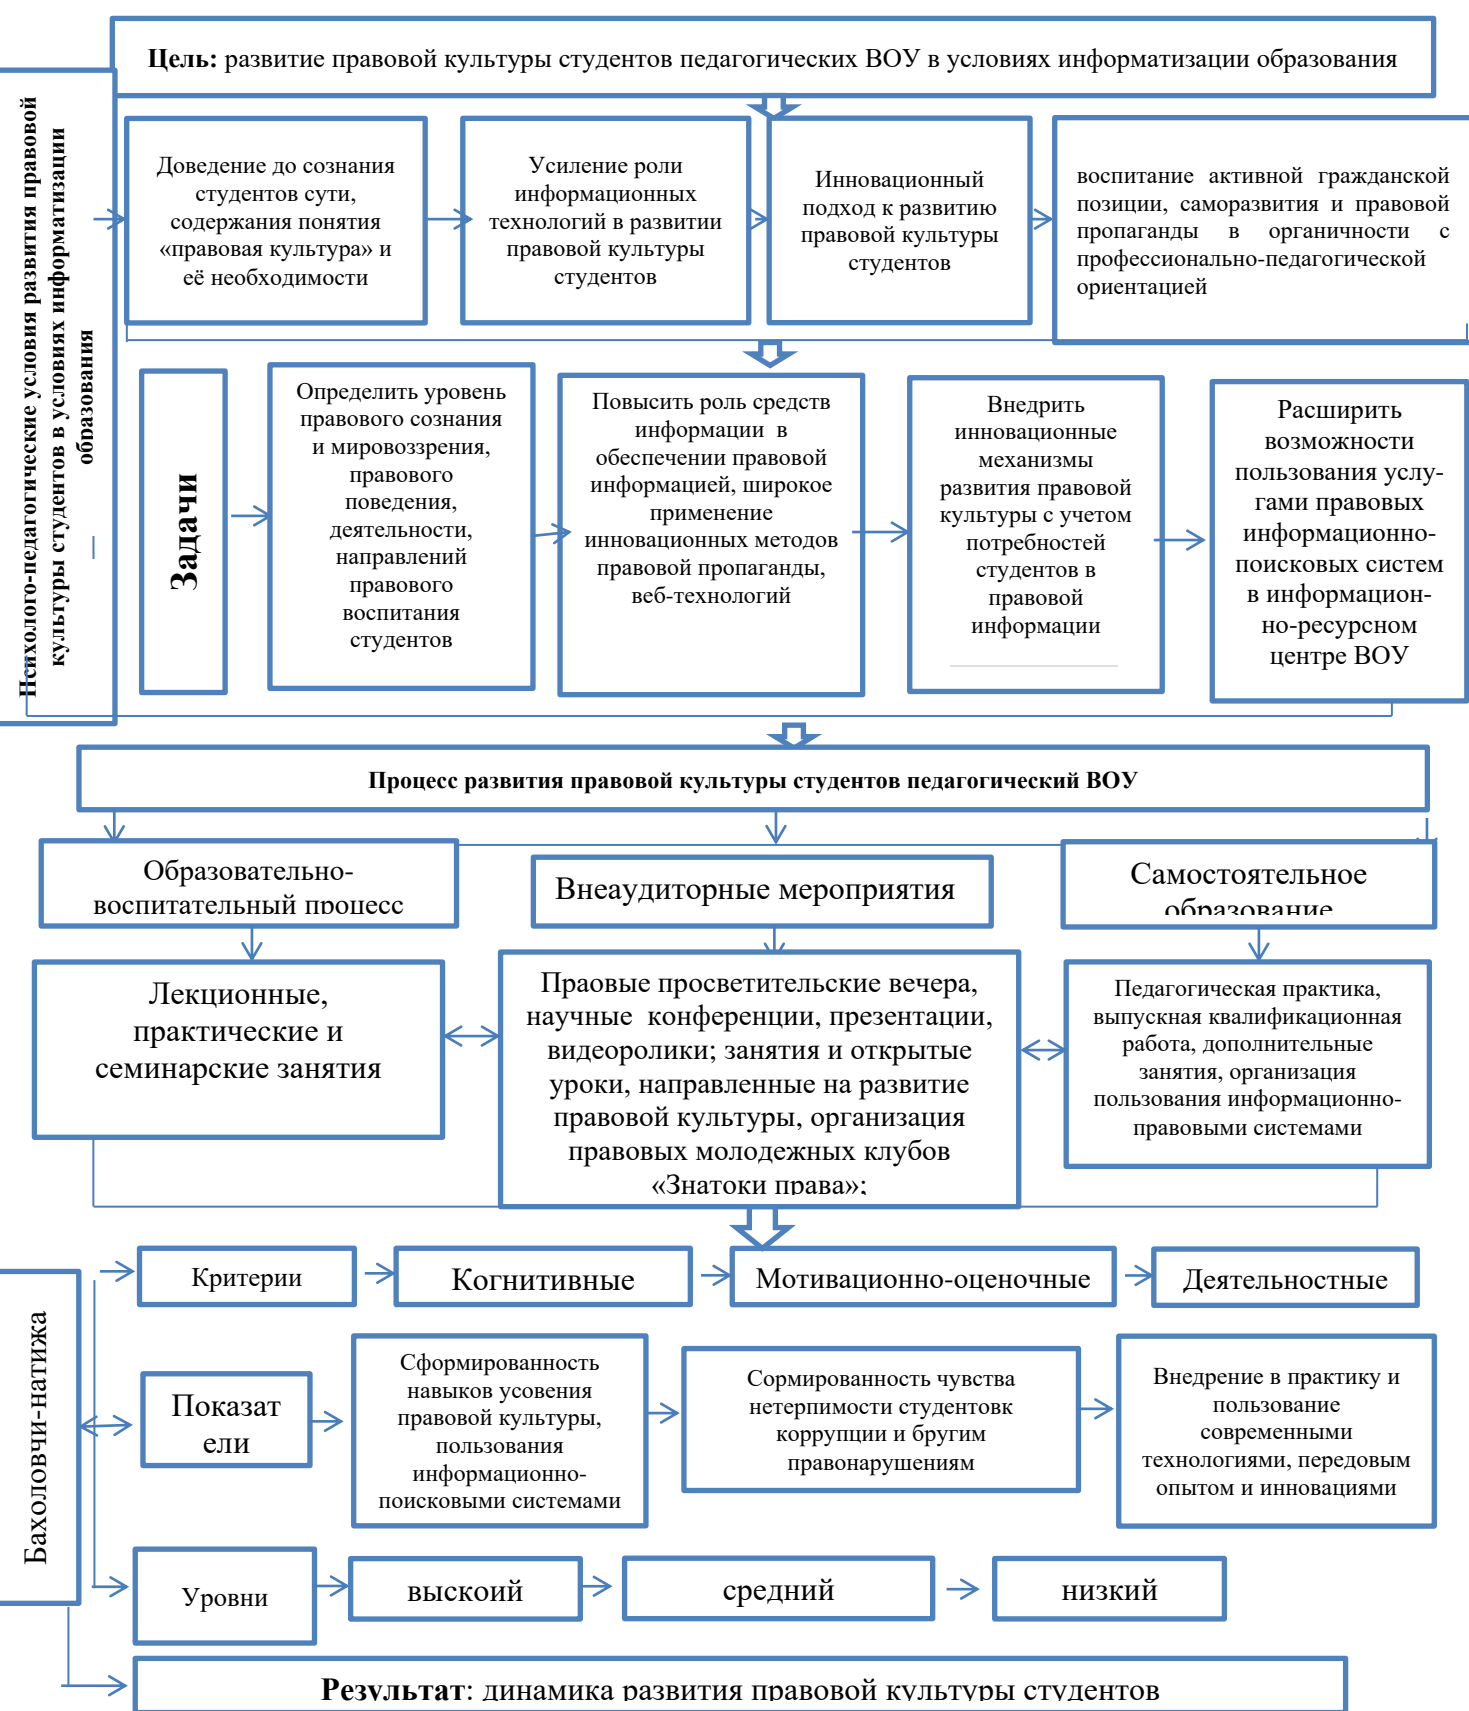 Цель: развитие правовой культуры студентов педагогических ВОУ в условиях информатизации образования
Психолого-педагогические условия развития правовой
культуры студентов в условиях информатизации
образования
Доведение до сознания
студентов сути,
содержания понятия
«правовая культура» и
её необходимости
Усиление роли
информационных
технологий в развитии
правовой культуры
студентов
Инновационный
подход к развитию
правовой культуры
студентов
воспитание активной гражданской
позиции, саморазвития и правовой
пропаганды в органичности с
профессионально-педагогической
ориентацией
Задачи
Определить уровень
правового сознания
и мировоззрения,
правового
поведения,
деятельности,
направлений
правового
воспитания
студентов
Повысить роль средств
информации в
обеспечении правовой
информацией, широкое
применение
инновационных методов
правовой пропаганды,
веб-технологий
Внедрить
инновационные
механизмы
развития правовой
культуры с учетом
потребностей
студентов в
правовой
информации
Расширить
возможности
пользования услу-
гами правовых
информационно-
поисковых систем
в информацион-
но-ресурсном
центре ВОУ
Процесс развития правовой культуры студентов педагогический ВОУ
Образовательно-
воспитательный процесс
Внеаудиторные мероприятия
Самостоятельное
образование
Лекционные,
практические и
семинарские занятия
Праовые просветительские вечера,
научные конференции, презентации,
видеоролики; занятия и открытые
уроки, направленные на развитие
правовой культуры, организация
правовых молодежных клубов
«Знатоки права»;
Педагогическая практика,
выпускная квалификационная
работа, дополнительные
занятия, организация
пользования информационно-
правовыми системами
Бахоловчи-натижа
Критерии
Когнитивные
Мотивационно-оценочные
Деятельностные
Показат
ели
Сформированность
навыков усовения
правовой культуры,
пользования
информационно-
поисковыми системами
Сормированность чувства
нетерпимости студентовк
коррупции и бругим
правонарушениям
Внедрение в практику и
пользование
современными
технологиями, передовым
опытом и инновациями
Уровни
выскоий
средний
низкий
Результат: динамика развития правовой культуры студентов